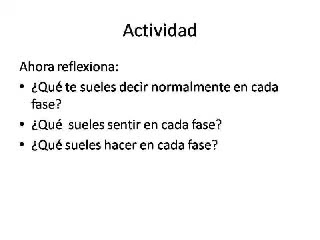 Actividad
Ahora reflexiona:
• ¿Qué te sueles decir normalmente en cada
fase?
• ¿Qué sueles sentir en cada fase?
• ¿Qué sueles hacer en cada fase?